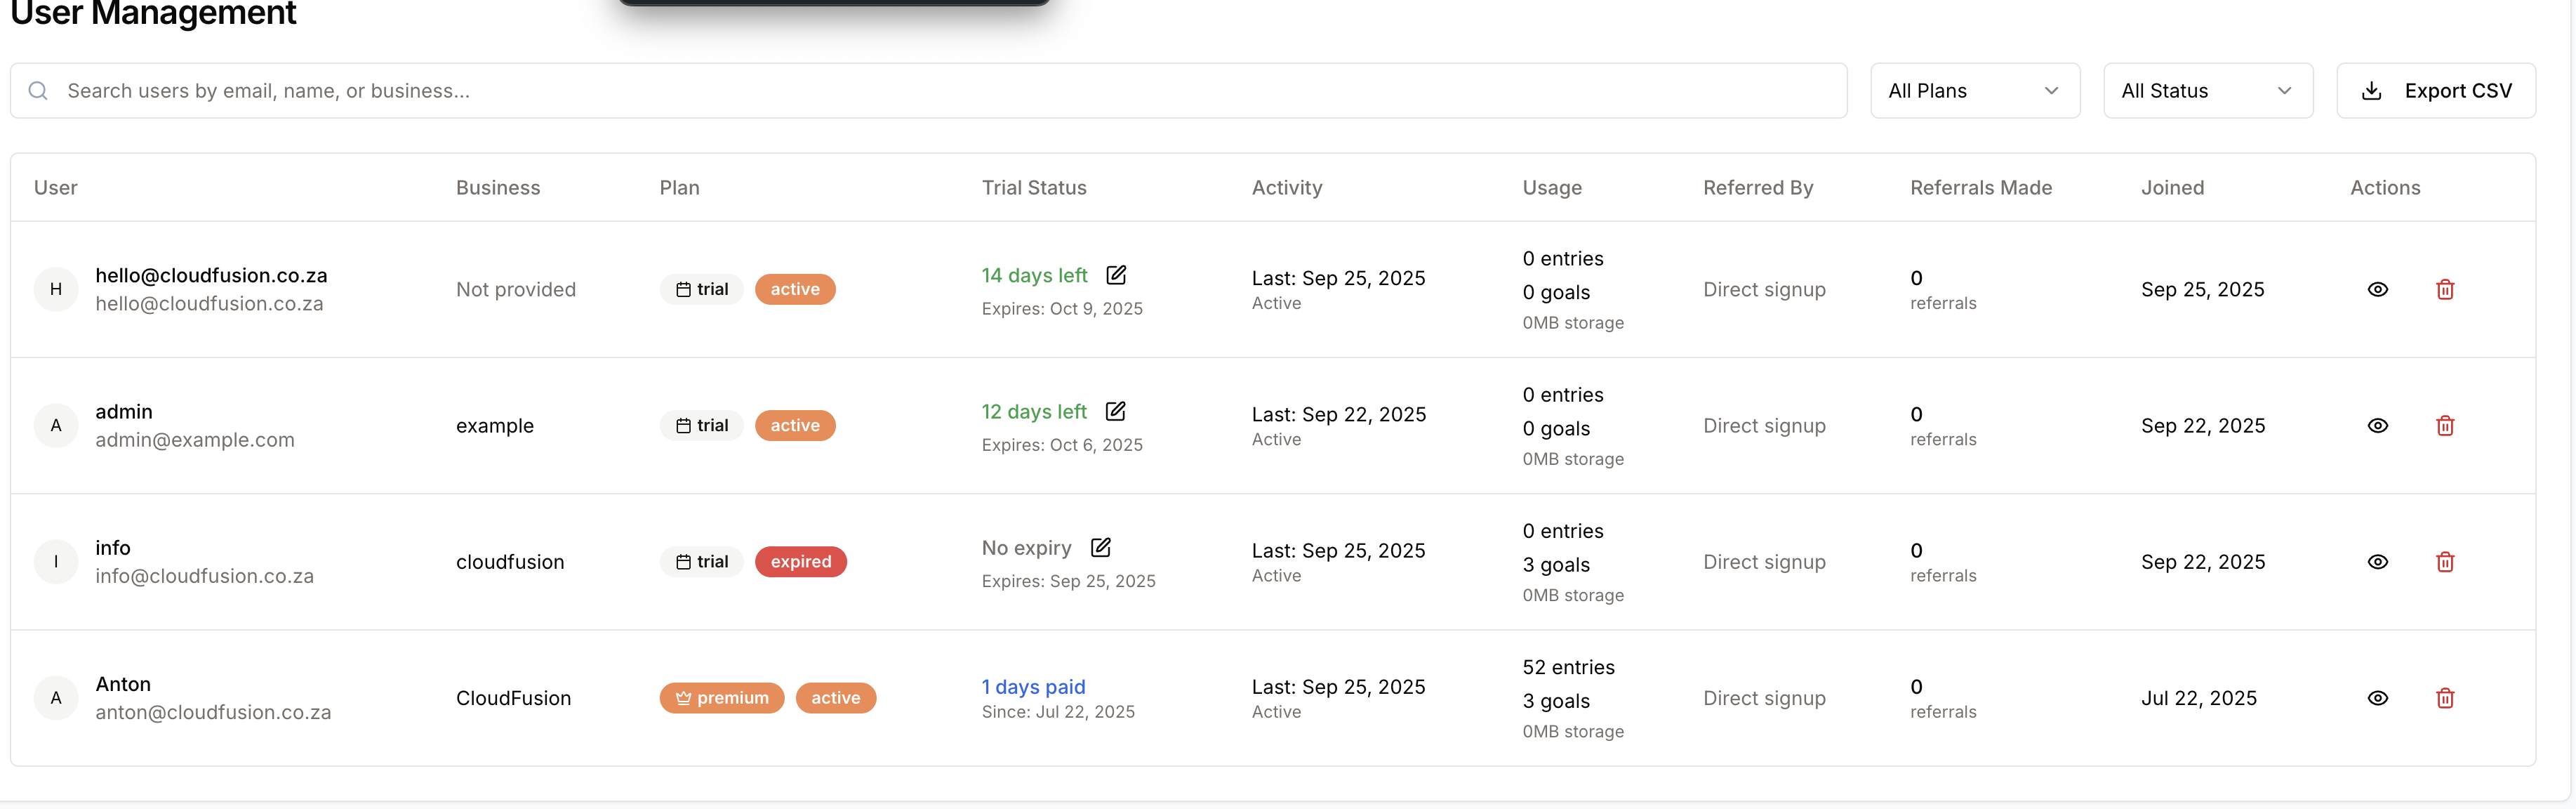 User Management
Search users by email, name, or business...
All Plans
All Status
Export CSV
User Business Plan Trial Status Activity Usage Referred By Referrals Made Joined Actions
H
hello@cloudfusion.co.za
hello@cloudfusion.co.za
Not provided
trial active
14 days left
Expires: Oct 9, 2025
Last: Sep 25, 2025
Active
0 entries
0 goals
0MB storage
Direct signup
0
referrals
Sep 25, 2025
A
admin
admin@example.com
example
trial active
12 days left
Expires: Oct 6, 2025
Last: Sep 22, 2025
Active
0 entries
0 goals
0MB storage
Direct signup
0
referrals
Sep 22, 2025
I
info
info@cloudfusion.co.za
cloudfusion
trial expired
No expiry
Expires: Sep 25, 2025
Last: Sep 25, 2025
Active
0 entries
3 goals
0MB storage
Direct signup
0
referrals
Sep 22, 2025
A
Anton
anton@cloudfusion.co.za
CloudFusion
premium active
1 days paid
Since: Jul 22, 2025
Last: Sep 25, 2025
Active
52 entries
3 goals
0MB storage
Direct signup
0
referrals
Jul 22, 2025